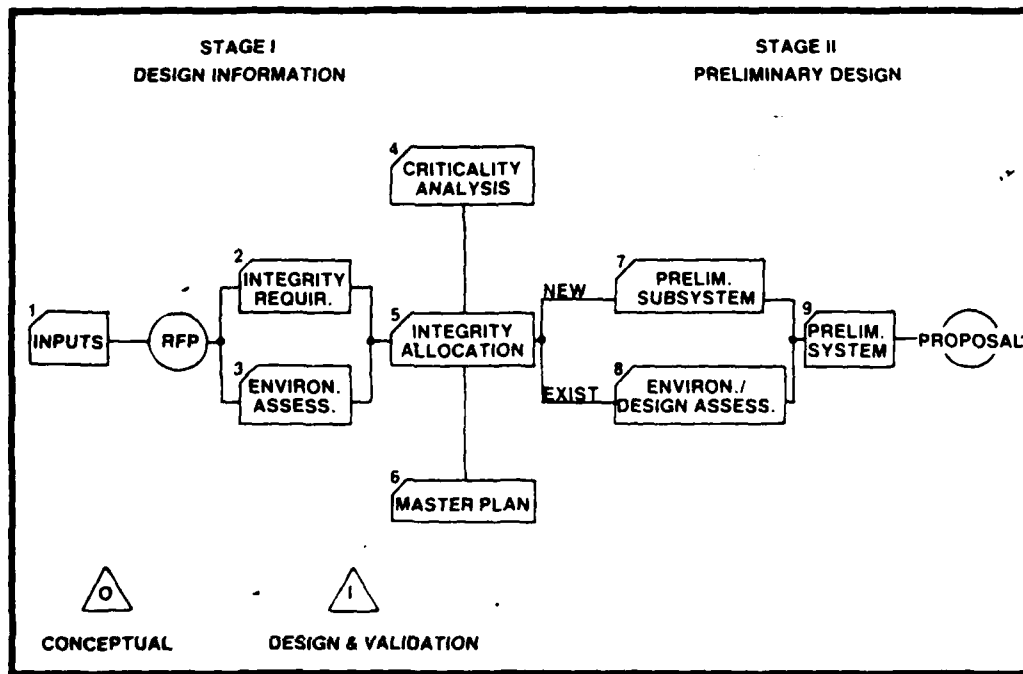 STAGE I
DESIGN INFORMATION
STAGE II
PRELIMINARY DESIGN
4
CRITICALITY
ANALYSIS
2
INTEGRITY
REQUIR.
7
PRELIM.
SUBSYSTEM
NEW
1
INPUTS
RFP
5
INTEGRITY
ALLOCATION
9
PRELIM.
SYSTEM
PROPOSAL
3
ENVIRON.
ASSESS.
EXIST
8
ENVIRON./
DESIGN ASSESS.
6
MASTER PLAN
0
I
CONCEPTUAL
DESIGN & VALIDATION